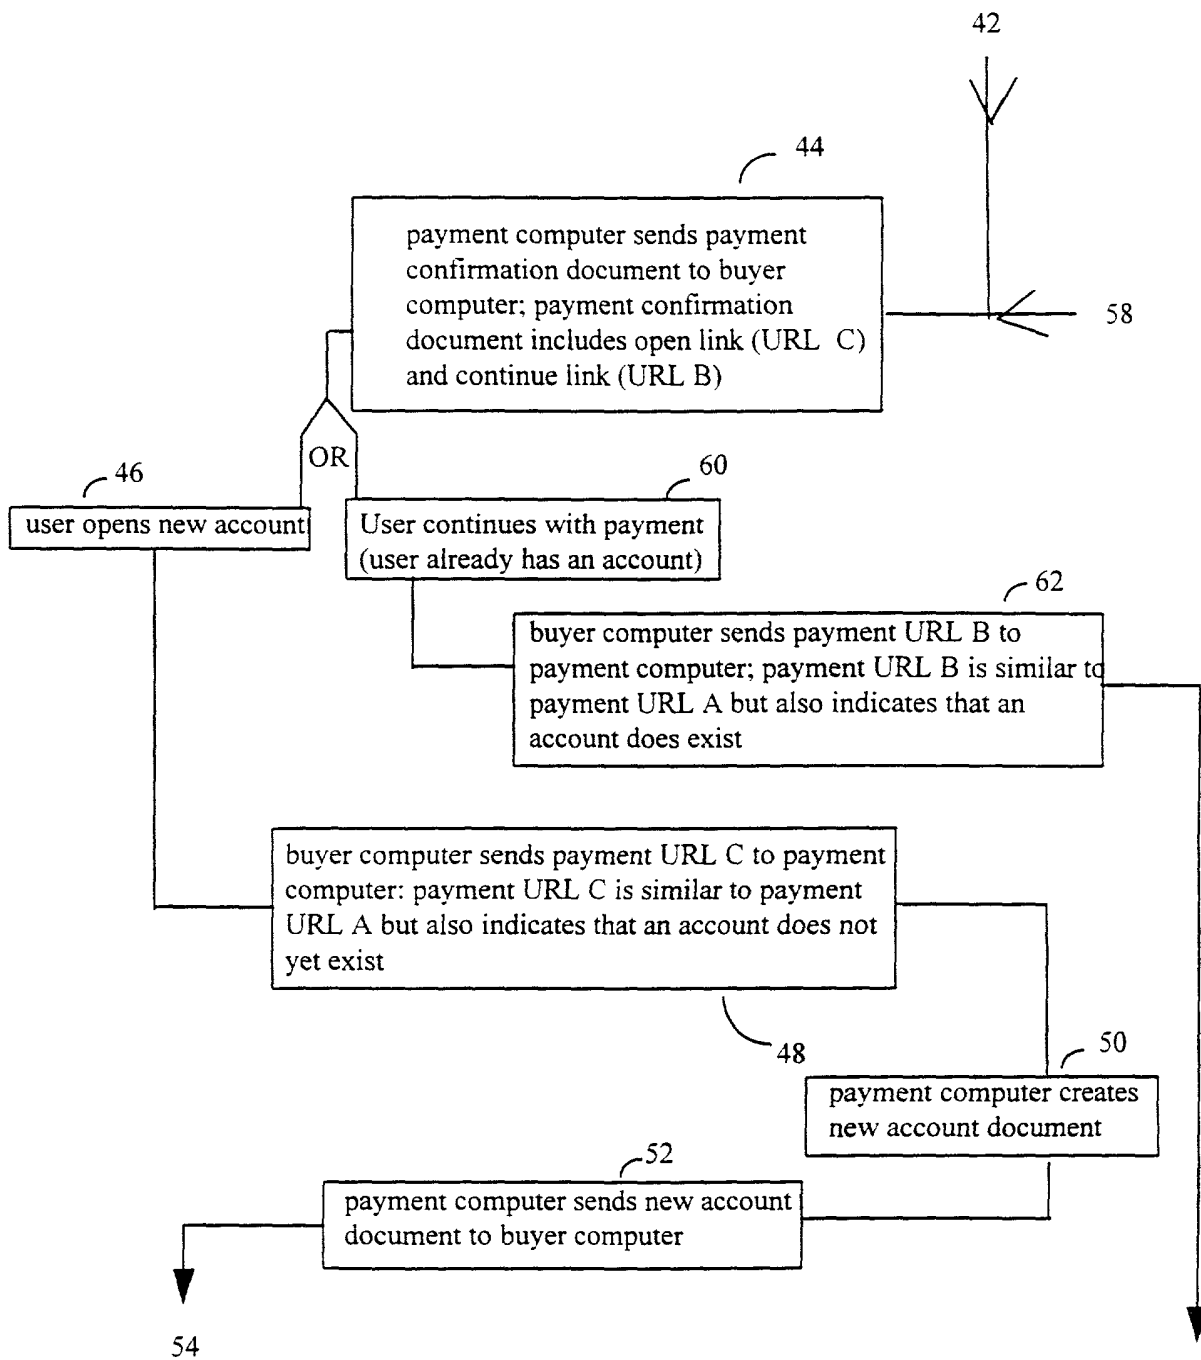 42
44
payment computer sends payment
confirmation document to buyer
computer; payment confirmation
document includes open link (URL C)
and continue link (URL B)
58
OR
46
user opens new account
60
User continues with payment
(user already has an account)
62
buyer computer sends payment URL B to
payment computer; payment URL B is similar to
payment URL A but also indicates that an
account does exist
buyer computer sends payment URL C to payment
computer: payment URL C is similar to payment
URL A but also indicates that an account does not
yet exist
48
50
payment computer creates
new account document
52
payment computer sends new account
document to buyer computer
54